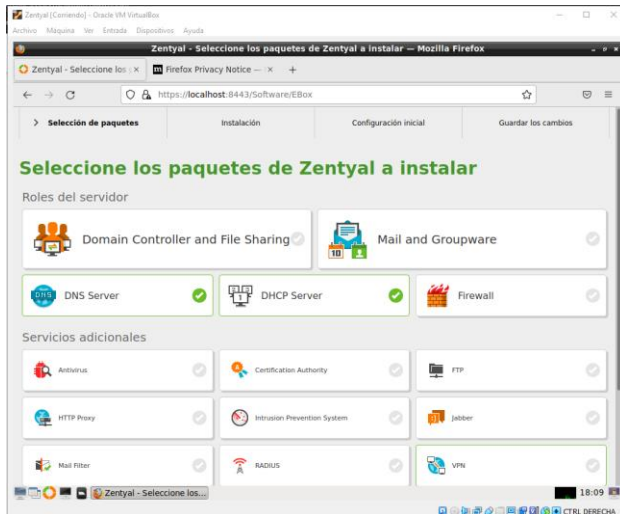 Zentyal [Corriendo] - Oracle VM VirtualBox
Archivo Máquina Ver Entrada Dispositivos Ayuda
Zentyal - Seleccione los paquetes de Zentyal a instalar — Mozilla Firefox
Zentyal - Seleccione los
Firefox Privacy Notice —
https://localhost:8443/Software/EBox
Selección de paquetes
Instalación
Configuración inicial
Guardar los cambios
Seleccione los paquetes de Zentyal a instalar
Roles del servidor
Domain Controller and File Sharing
Mail and Groupware
DNS Server
DHCP Server
Firewall
Servicios adicionales
Antivirus
Certification Authority
FTP
HTTP Proxy
Intrusion Prevention System
Jabber
Mail Filter
RADIUS
VPN
Zentyal - Seleccione los...
18:09
CTRL DERECHA